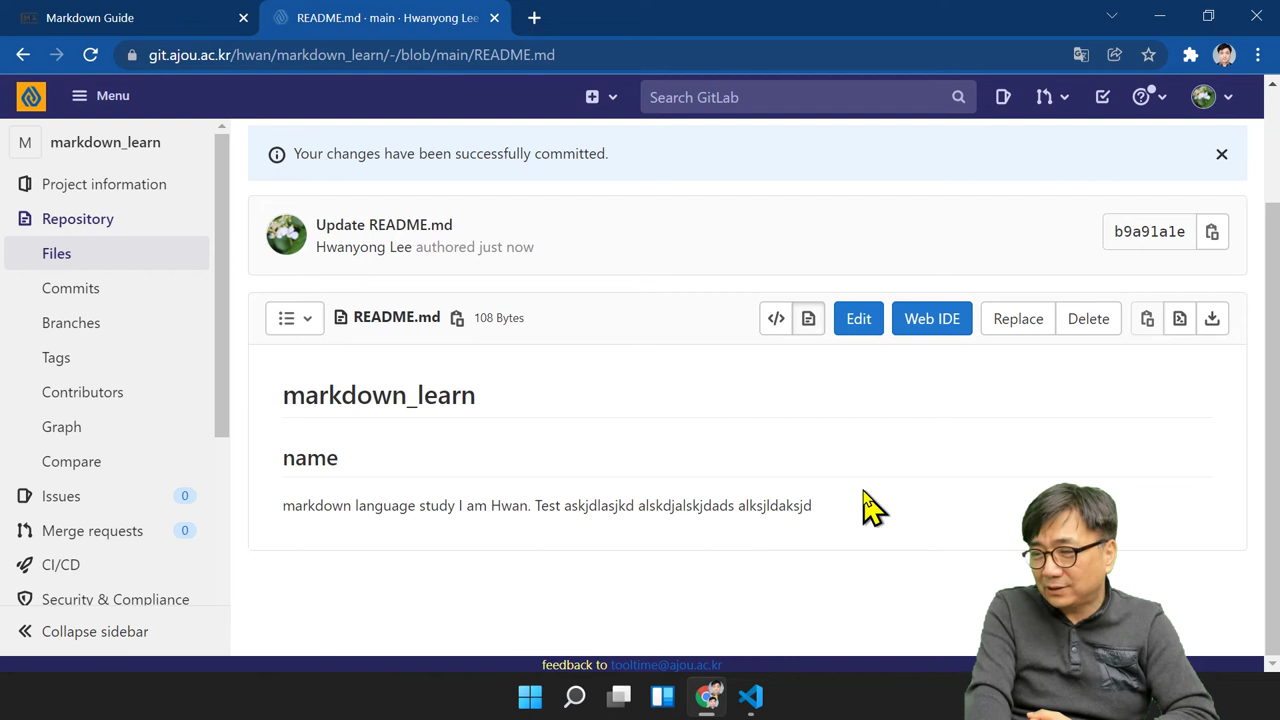 Markdown Guide
README.md · main · Hwanyong Lee
git.ajou.ac.kr/hwan/markdown_learn/-/blob/main/README.md
Menu
Search GitLab
M markdown_learn
Project information
Repository
Files
Commits
Branches
Tags
Contributors
Graph
Compare
Issues 0
Merge requests 0
CI/CD
Security & Compliance
Collapse sidebar
Your changes have been successfully committed.
Update README.md
Hwanyong Lee authored just now
b9a91a1e
README.md 108 Bytes
Edit Web IDE Replace Delete
markdown_learn
name
markdown language study I am Hwan. Test askjdlasjkd alskdjalskjdads alksjldaksjd
feedback to tooltime@ajou.ac.kr